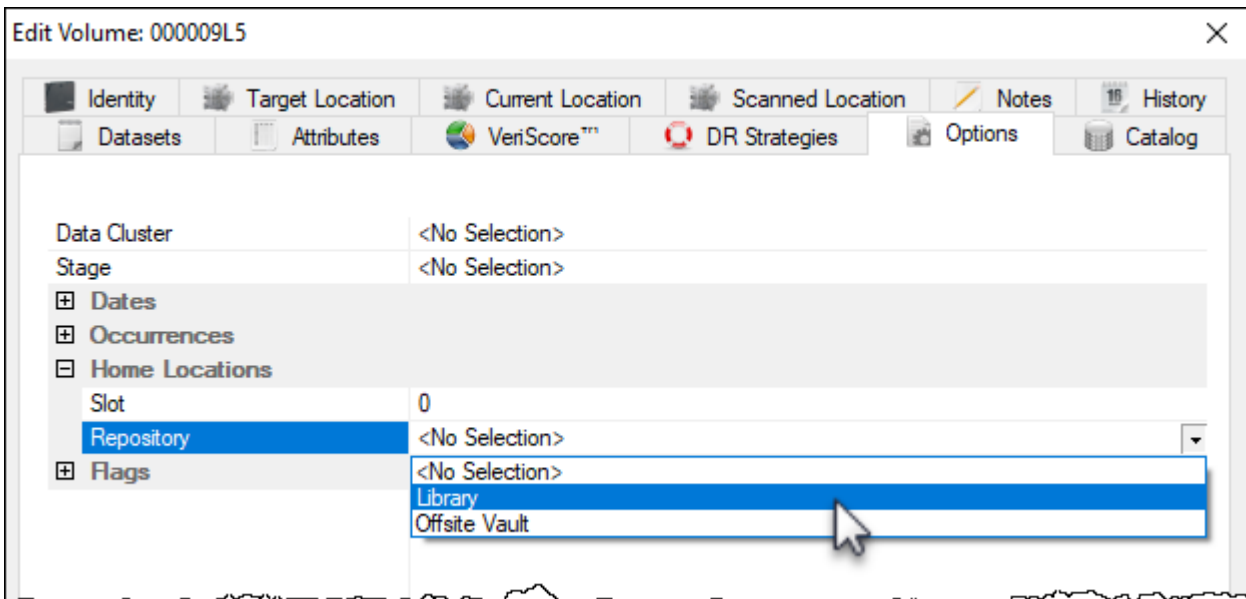 Edit Volume: 000009L5
Identity Target Location Current Location Scanned Location Notes 16 History
Datasets Attributes VeriScore™ DR Strategies Options Catalog
Data Cluster <No Selection>
Stage <No Selection>
Dates
Occurrences
Home Locations
Slot 0
Repository <No Selection>
Flags <No Selection>
Library
Offsite Vault